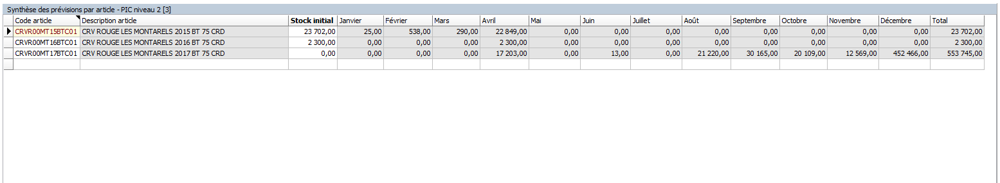 Synthèse des prévisions par article - PIC niveau 2 [3]
Code article Description article Stock initial Janvier Février Mars Avril Mai Juin Juillet Août Septembre Octobre Novembre Décembre Total
CRVR00MT15BTC01 CRV ROUGE LES MONTARELS 2015 BT 75 CRD 23 702,00 25,00 538,00 290,00 22 849,00 0,00 0,00 0,00 0,00 0,00 0,00 0,00 0,00 23 702,00
CRVR00MT16BTC01 CRV ROUGE LES MONTARELS 2016 BT 75 CRD 2 300,00 0,00 0,00 0,00 2 300,00 0,00 0,00 0,00 0,00 0,00 0,00 0,00 0,00 2 300,00
CRVR00MT17BTC01 CRV ROUGE LES MONTARELS 2017 BT 75 CRD 0,00 0,00 0,00 0,00 17 203,00 0,00 13,00 0,00 21 220,00 30 165,00 20 109,00 12 569,00 452 466,00 553 745,00